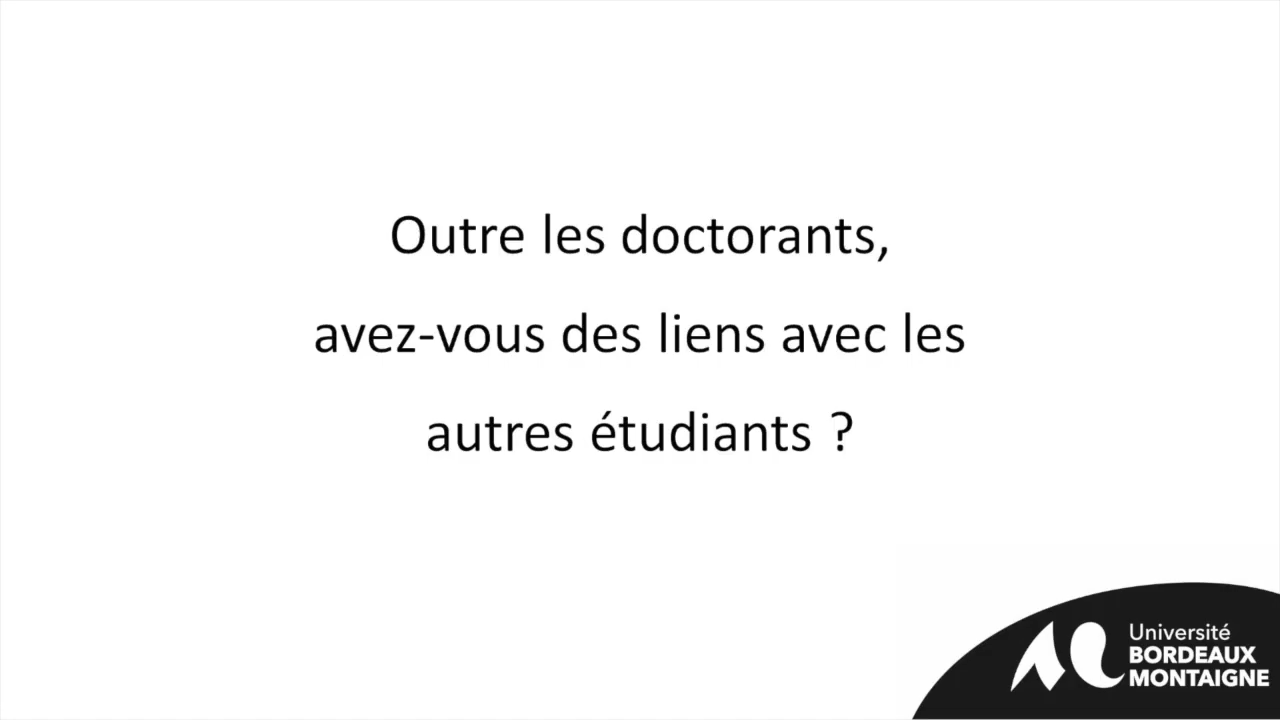 Outre les doctorants,
avez-vous des liens avec les
autres étudiants ?
Université
BORDEAUX
MONTAIGNE